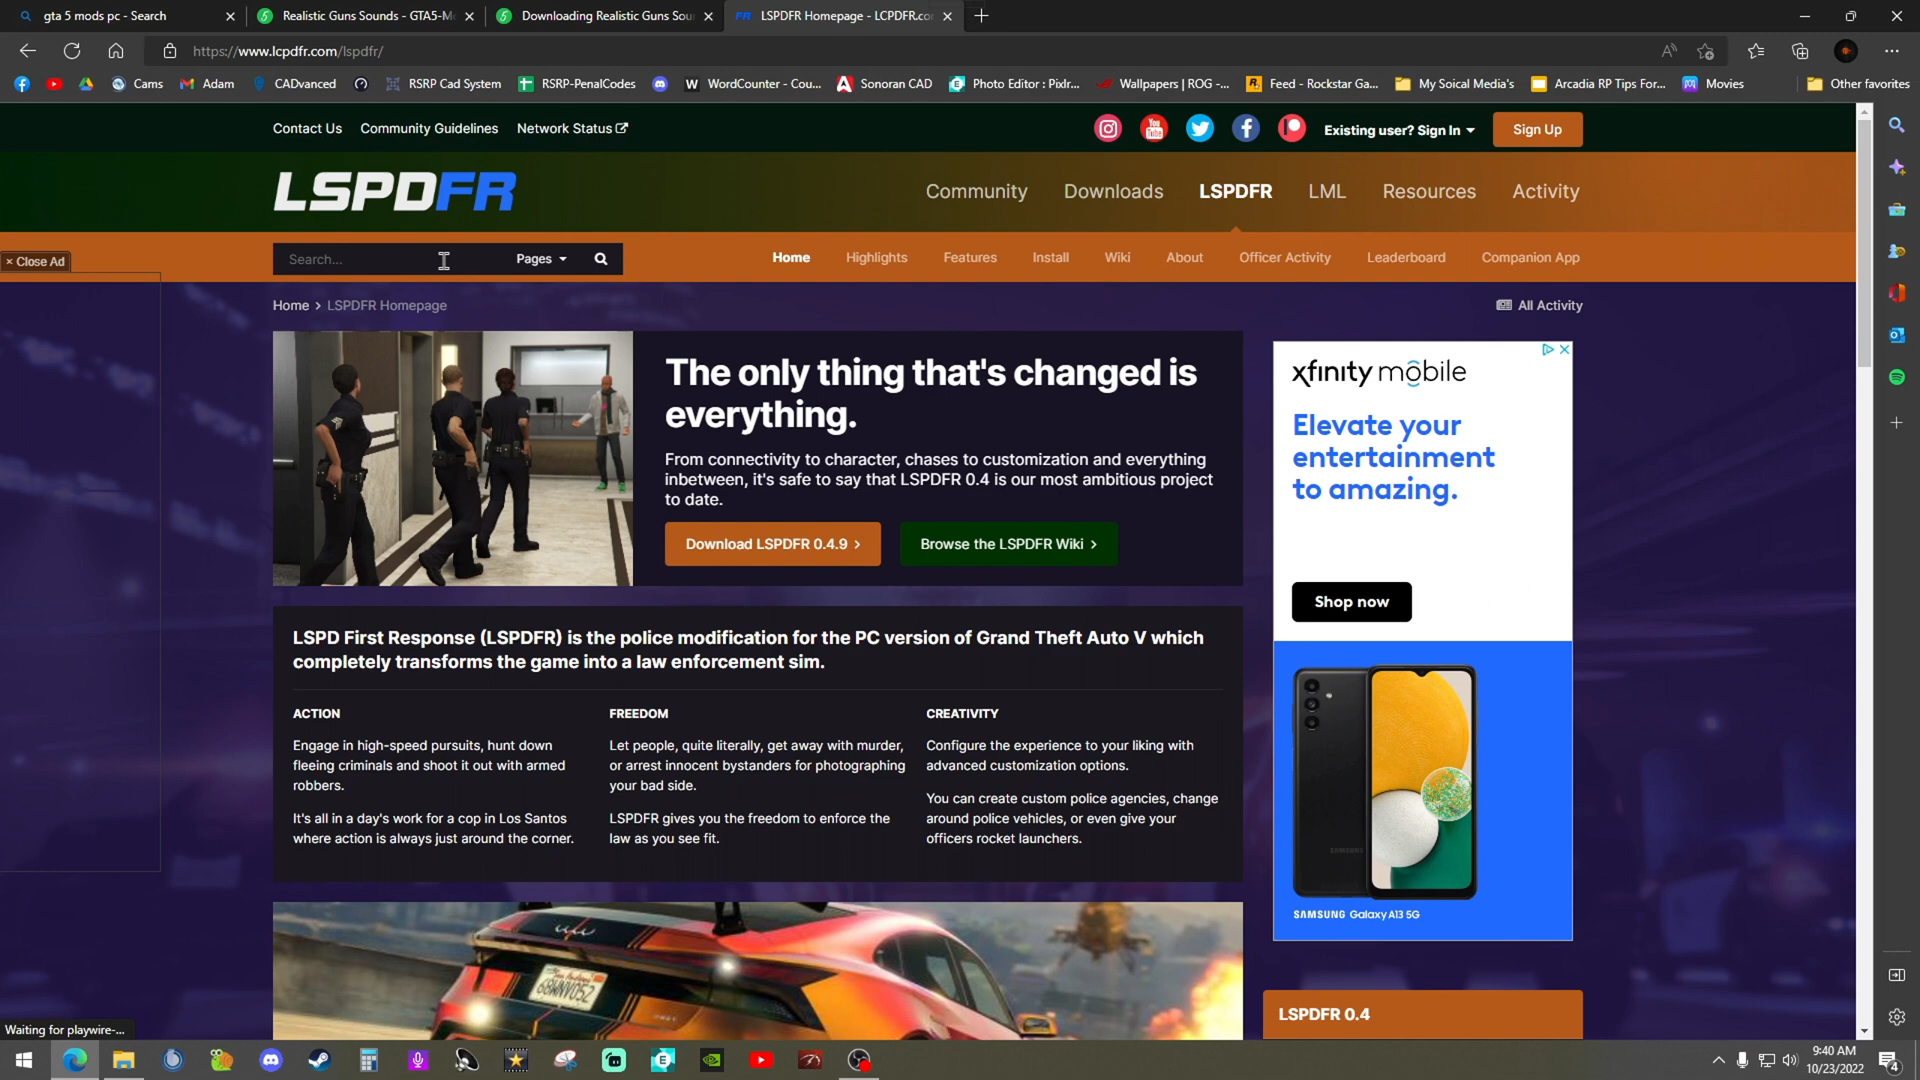 gta 5 mods pc - Search
Realistic Guns Sounds - GTA5-M
Downloading Realistic Guns Sou
LSPDFR Homepage - LCPDFR.co
https://www.lcpdfr.com/lspdfr/
Cams
Adam
CADvanced
RSRP Cad System
RSRP-PenalCodes
WordCounter - Cou...
Sonoran CAD
Photo Editor : Pixlr...
Wallpapers | ROG -...
Feed - Rockstar Ga...
My Soical Media's
Arcadia RP Tips For...
Movies
Other favorites
Contact Us
Community Guidelines
Network Status
Existing user? Sign In
Sign Up
LSPDFR
Community
Downloads
LSPDFR
LML
Resources
Activity
× Close Ad
Search...
Pages
Home
Highlights
Features
Install
Wiki
About
Officer Activity
Leaderboard
Companion App
Home > LSPDFR Homepage
All Activity
The only thing that's changed is
everything.
From connectivity to character, chases to customization and everything
inbetween, it's safe to say that LSPDFR 0.4 is our most ambitious project
to date.
Download LSPDFR 0.4.9 >
Browse the LSPDFR Wiki >
xfinity mobile
Elevate your
entertainment
to amazing.
Shop now
SAMSUNG Galaxy A13 5G
LSPD First Response (LSPDFR) is the police modification for the PC version of Grand Theft Auto V which
completely transforms the game into a law enforcement sim.
ACTION
Engage in high-speed pursuits, hunt down
fleeing criminals and shoot it out with armed
robbers.
It's all in a day's work for a cop in Los Santos
where action is always just around the corner.
FREEDOM
Let people, quite literally, get away with murder,
or arrest innocent bystanders for photographing
your bad side.
LSPDFR gives you the freedom to enforce the
law as you see fit.
CREATIVITY
Configure the experience to your liking with
advanced customization options.
You can create custom police agencies, change
around police vehicles, or even give your
officers rocket launchers.
68WNV052
LSPDFR 0.4
Waiting for playwire-...
9:40 AM
10/23/2022
4